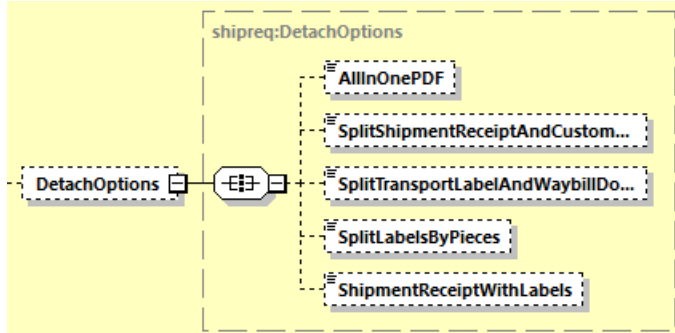 shipreq:DetachOptions
AllInOnePDF
SplitShipmentReceiptAndCustom...
DetachOptions
SplitTransportLabelAndWaybillDo...
SplitLabelsByPieces
ShipmentReceiptWithLabels